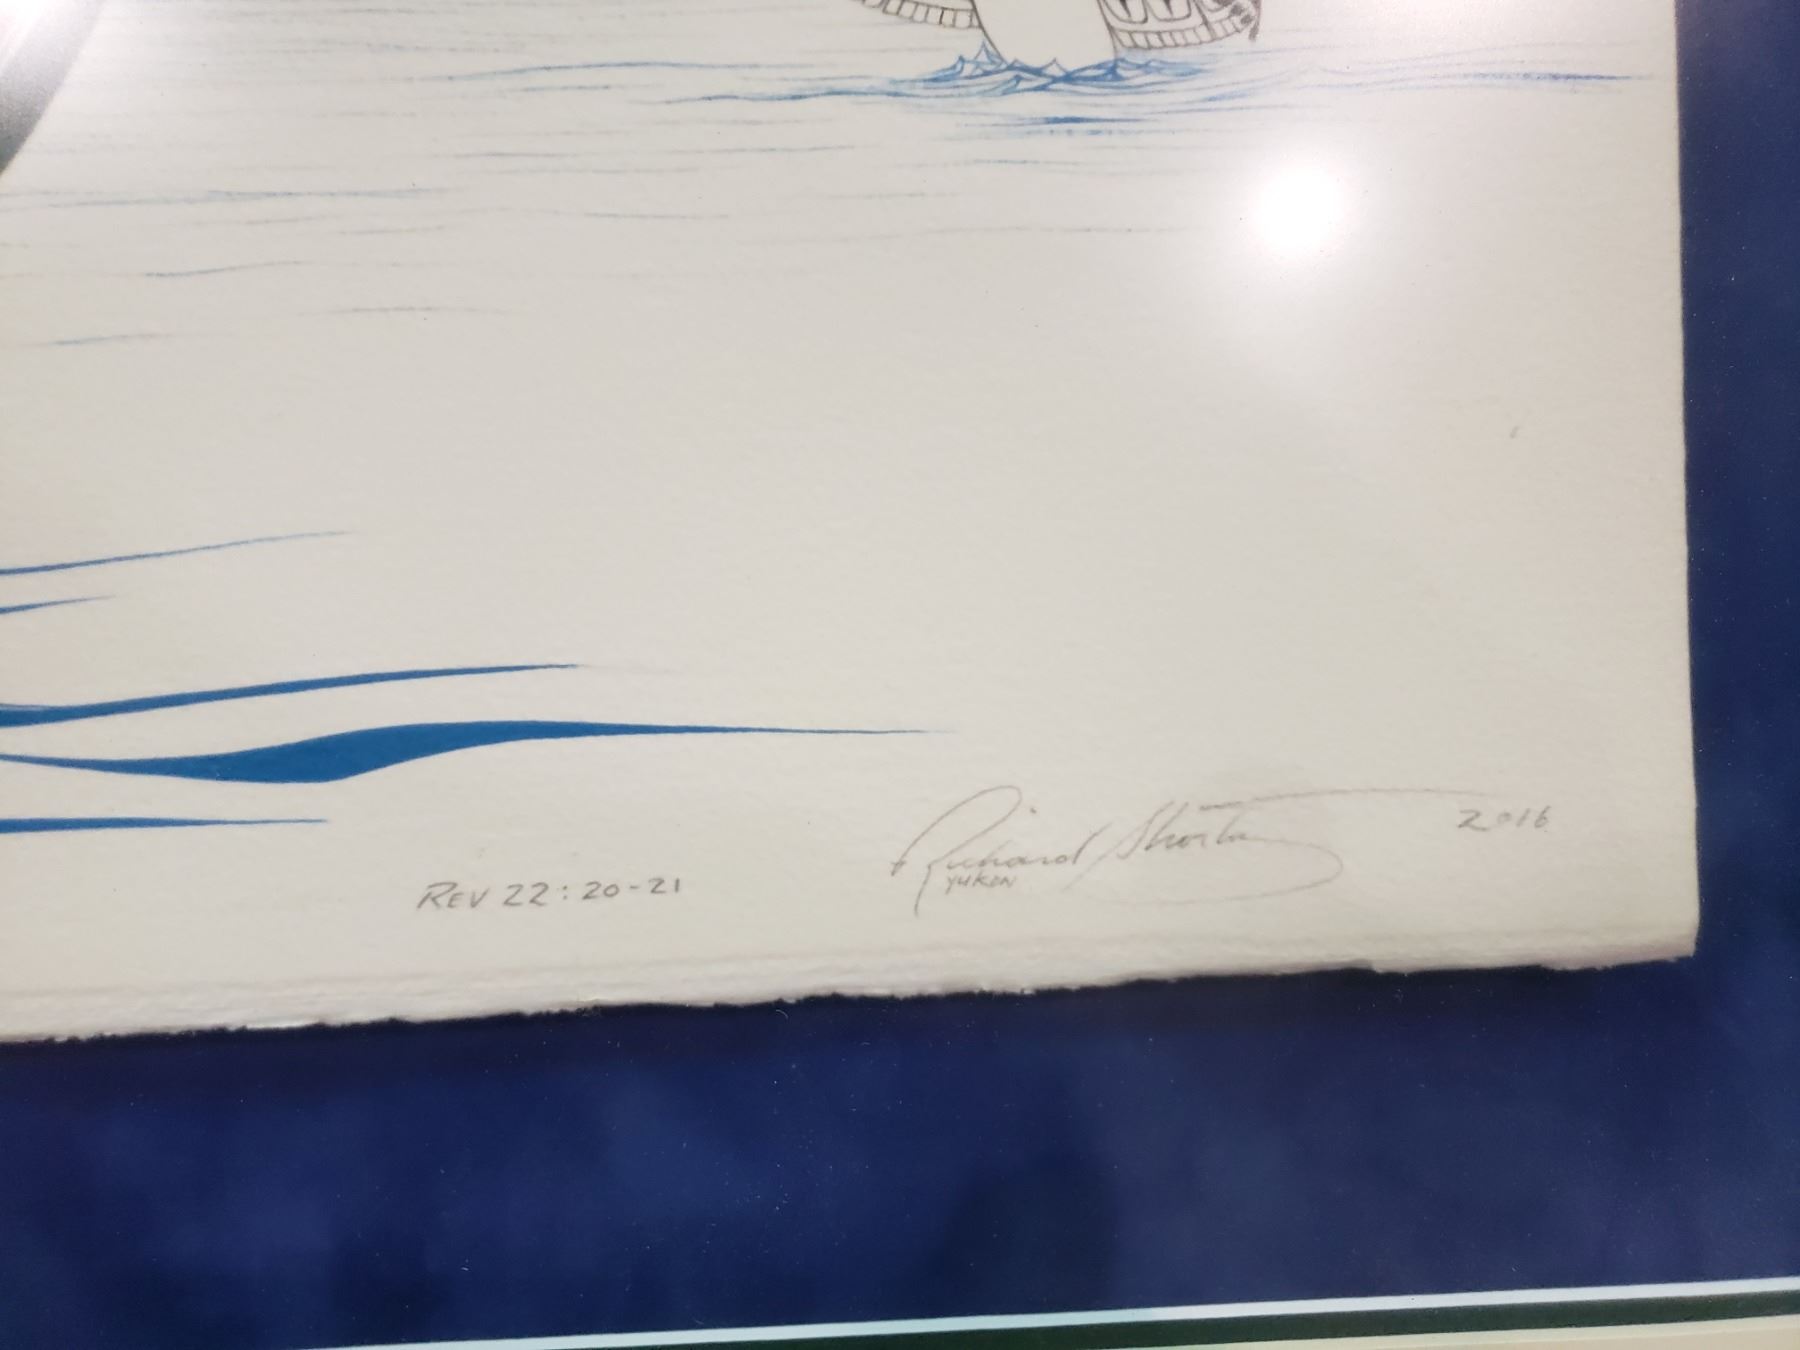 Richard Shorty 2016
Yukon
Rev 22:20-21